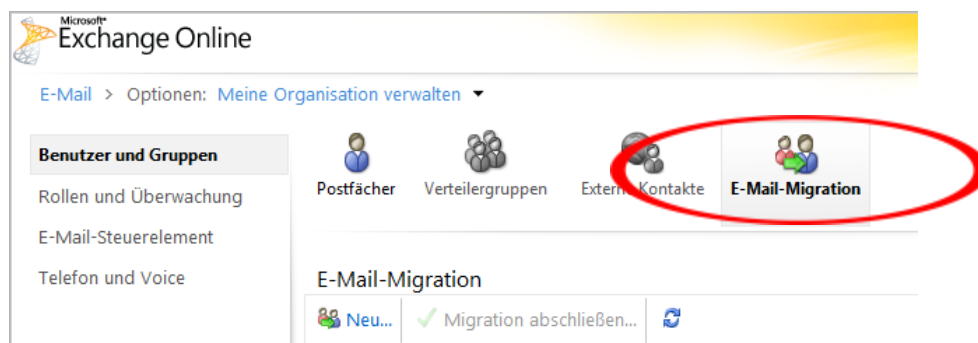 Microsoft®
Exchange Online
E-Mail > Optionen: Meine Organisation verwalten
Benutzer und Gruppen
Rollen und Überwachung
E-Mail-Steuerelement
Telefon und Voice
Postfächer Verteilergruppen Externe Kontakte E-Mail-Migration
E-Mail-Migration
Neu... Migration abschließen...